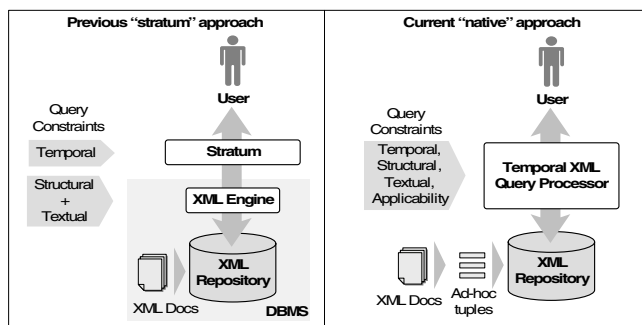 Previous “stratum” approach
User
Query
Constraints
Temporal
Stratum
Structural
+
Textual
XML Engine
XML
Repository
XML Docs
DBMS
Current “native” approach
User
Query
Constraints
Temporal,
Structural,
Textual,
Applicability
Temporal XML
Query Processor
XML
Repository
XML Docs
Ad-hoc
tuples